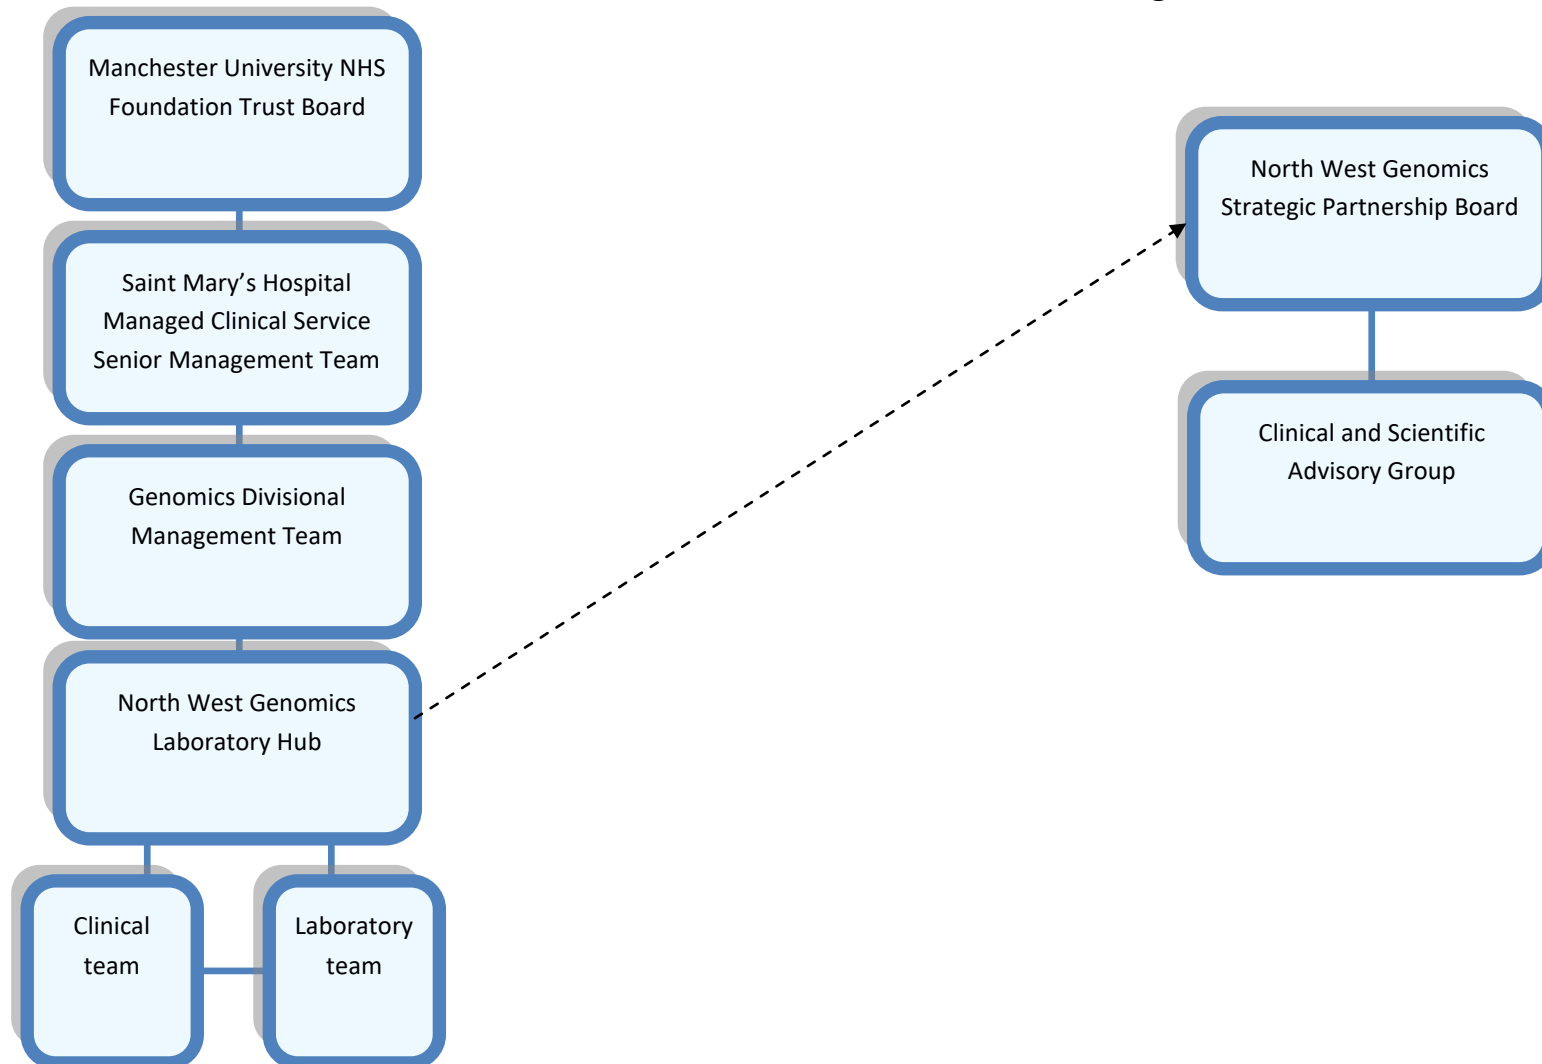 Manchester University NHS
Foundation Trust Board
North West Genomics
Strategic Partnership Board
Saint Mary’s Hospital
Managed Clinical Service
Senior Management Team
Clinical and Scientific
Advisory Group
Genomics Divisional
Management Team
North West Genomics
Laboratory Hub
Clinical
team
Laboratory
team